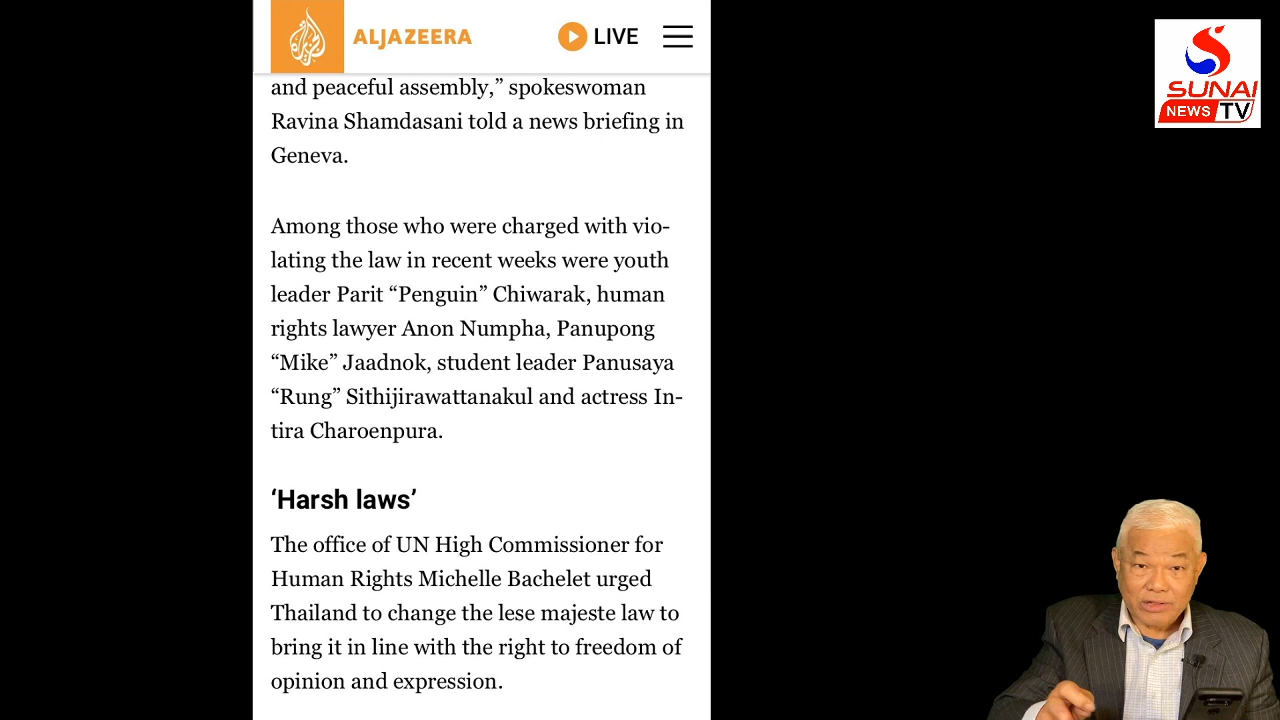 ALJAZEERA
LIVE
SUNAI
NEWS TV
and peaceful assembly,” spokeswoman
Ravina Shamdasani told a news briefing in
Geneva.
Among those who were charged with vio-
lating the law in recent weeks were youth
leader Parit “Penguin” Chiwarak, human
rights lawyer Anon Numpha, Panupong
“Mike” Jaadnok, student leader Panusaya
“Rung” Sithijirawattanakul and actress In-
tira Charoenpura.
‘Harsh laws’
The office of UN High Commissioner for
Human Rights Michelle Bachelet urged
Thailand to change the lese majeste law to
bring it in line with the right to freedom of
opinion and expression.